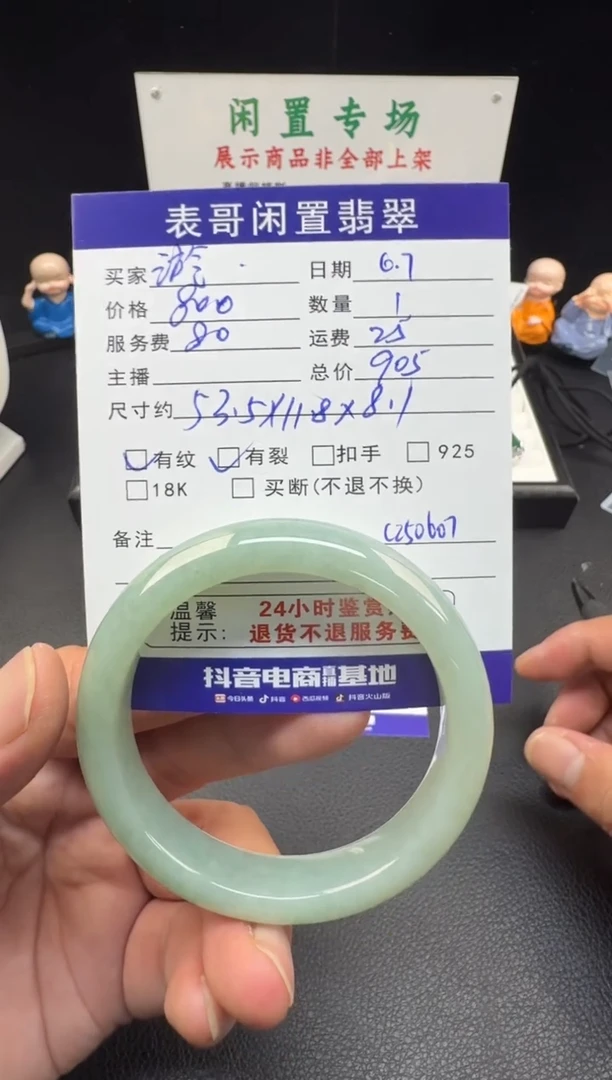 闲置专场
展示商品非全部上架
表哥闲置翡翠
买家 日期 6.7
价格 800 数量 1
服务费 80 运费 25
主播 总价 905
尺寸约 53.5×11.8×8.1
有纹 有裂 扣手 925
18K 买断(不退不换)
备注 C250607
温馨 24小时鉴赏
提示: 退货不退服务费
抖音电商直播基地
今日头条 抖音 西瓜视频 抖音火山版